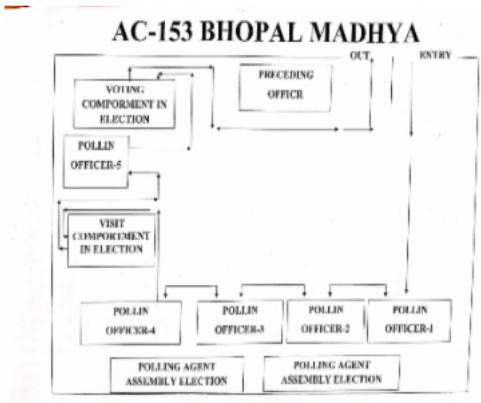 AC-153 BHOPAL MADHYA
OUT
ENTRY
VOTING
COMPORMENT IN
ELECTION
PRECEDING
OFFICR
POLLIN
OFFICER-5
VISIT
COMPORTMENT
IN ELECTION
POLLIN
OFFICER-4
POLLIN
OFFICER-3
POLLIN
OFFICER-2
POLLIN
OFFICER-1
POLLING AGENT
ASSEMBLY ELECTION
POLLING AGENT
ASSEMBLY ELECTION